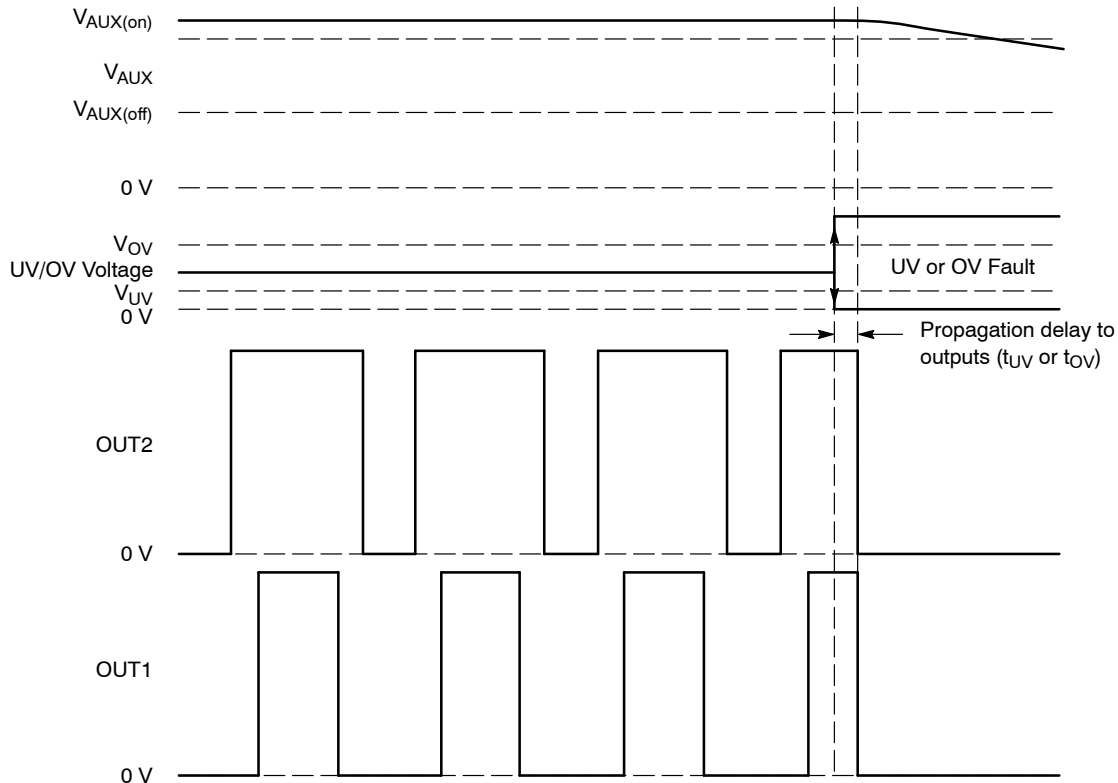 VAUX(on)
VAUX
VAUX(off)
0 V
VOV
UV/OV Voltage
UV or OV Fault
VUV
0 V
Propagation delay to
outputs (tUV or tOV)
OUT2
0 V
OUT1
0 V